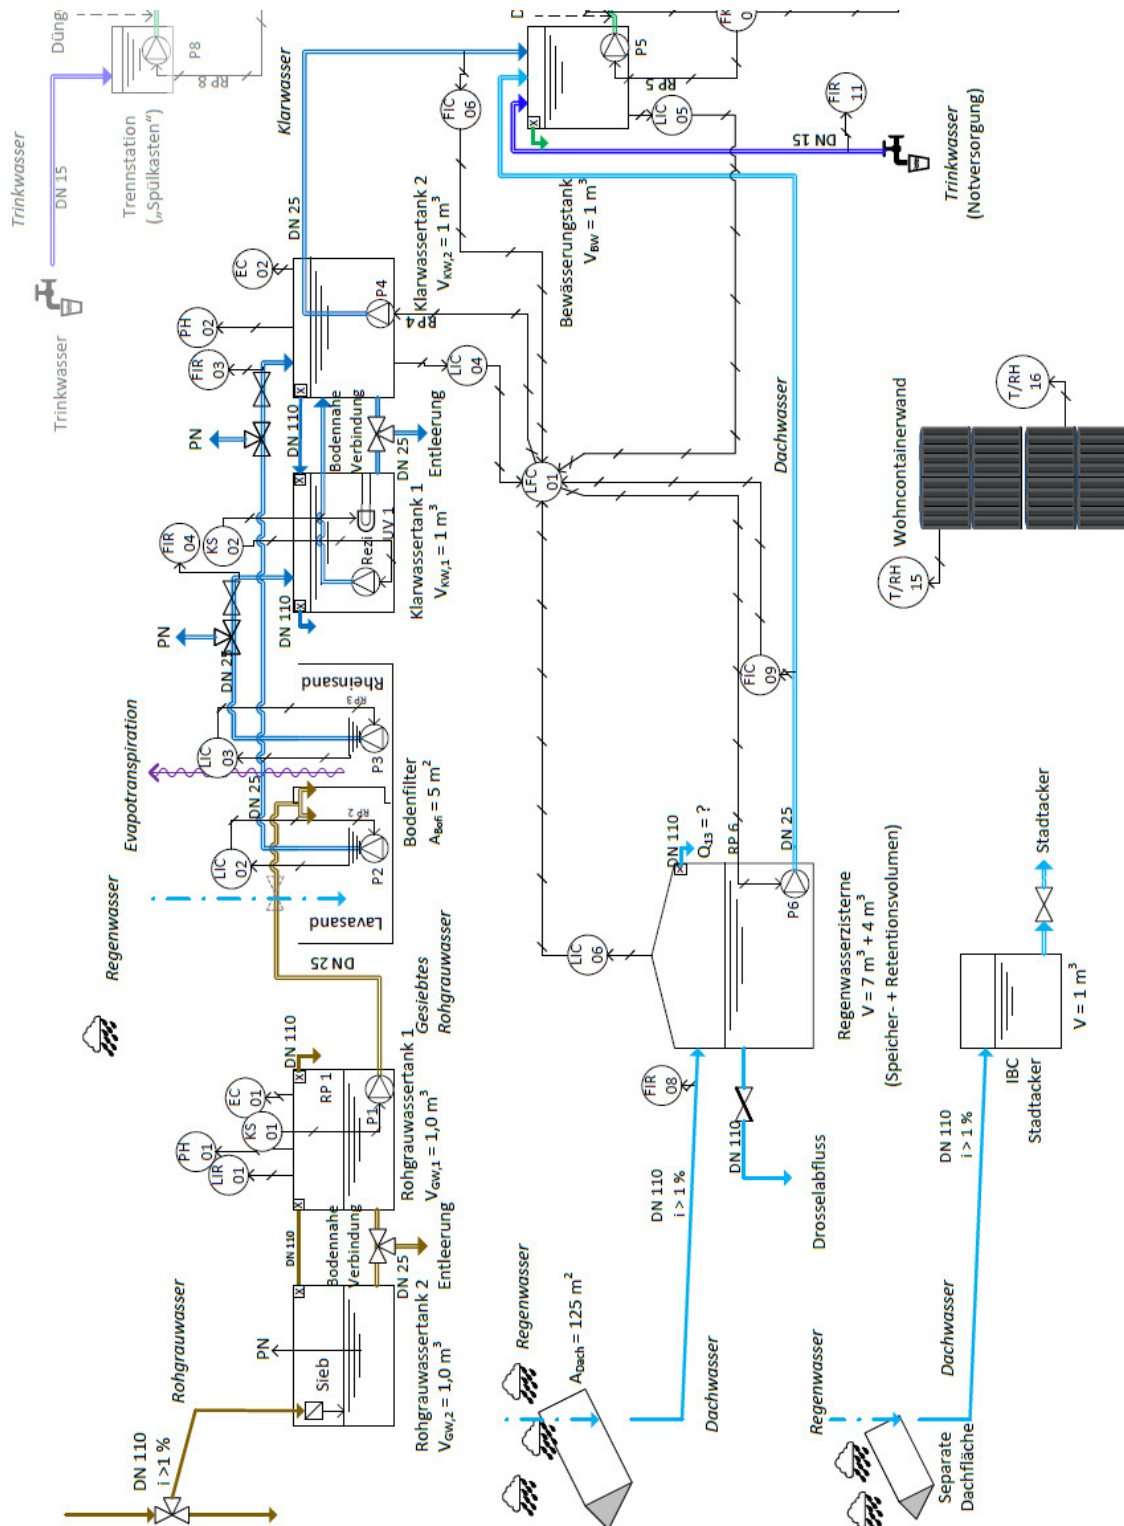 Düng
P8
RP 8
Trinkwasser
DN 15
Trennstation
(„Spülkasten“)
Trinkwasser
D
P5
RP 5
FIC
06
LIC
05
FIR
11
DN 15
Trinkwasser
(Notversorgung)
Klarwasser
DN 25
Bewässerungstank
V_BW = 1 m³
X
EC
02
PH
02
FIR
03
P4
RP 4
Klarwassertank 2
V_KW,2 = 1 m³
LIC
04
X
DN 110
Bodennahe
Verbindung
DN 25
Entleerung
PN
X
FIR
04
KS
02
Rezi
UV 1
Klarwassertank 1
V_KW,1 = 1 m³
X
DN 110
PN
DN 25
LFC
01
Dachwasser
FIC
09
T/RH
16
Wohncontainerwand
T/RH
15
Evapotranspiration
Rheinsand
RP 3
LIC
03
P3
DN 25
RP 2
LIC
02
P2
Lavasand
Bodenfilter
A_Bofi = 5 m²
Regenwasser
DN 25
Gesiebtes
Rohgrauwasser
DN 110
X
Q₁₃ = ?
RP 6
DN 25
P6
LIC
06
Regenwasserzisterne
V = 7 m³ + 4 m³
(Speicher- + Retentionsvolumen)
FIR
08
DN 110
i > 1 %
DN 110
Drosselabfluss
Stadtacker
V = 1 m³
IBC
Stadtacker
DN 110
i > 1 %
DN 110
X
RP 1
EC
01
KS
01
PH
01
LIR
01
P1
Rohgrauwassertank 1
V_GW,1 = 1,0 m³
X
DN 110
Bodennahe
Verbindung
DN 25
Entleerung
X
PN
Sieb
Rohgrauwassertank 2
V_GW,2 = 1,0 m³
Rohgrauwasser
DN 110
i >1 %
Regenwasser
A_Dach = 125 m²
Dachwasser
Regenwasser
Dachwasser
Separate
Dachfläche